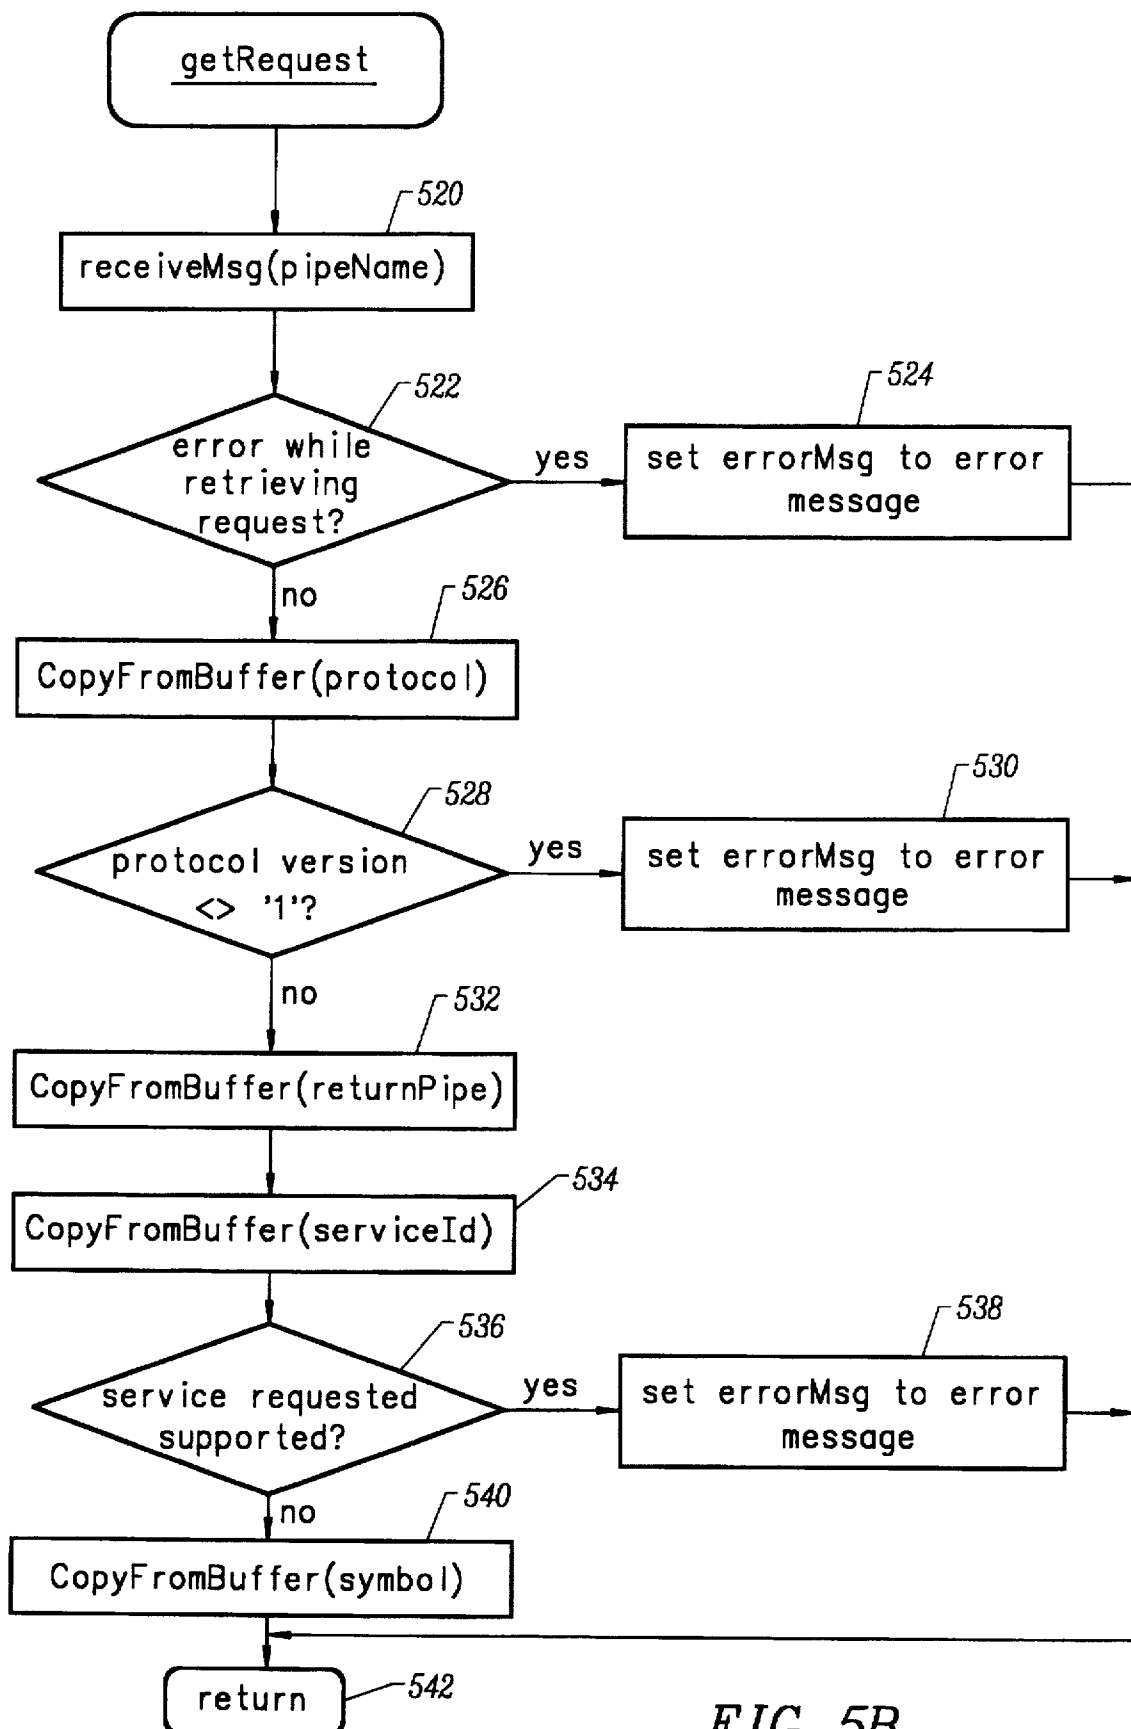 getRequest
520
receiveMsg(pipeName)
522
524
error while
retrieving
request?
yes
set errorMsg to error
message
no
526
CopyFromBuffer(protocol)
528
530
protocol version
<> '1'?
yes
set errorMsg to error
message
no
532
CopyFromBuffer(returnPipe)
534
CopyFromBuffer(serviceId)
536
538
service requested
supported?
yes
set errorMsg to error
message
no
540
CopyFromBuffer(symbol)
return
542
FIG. 5B